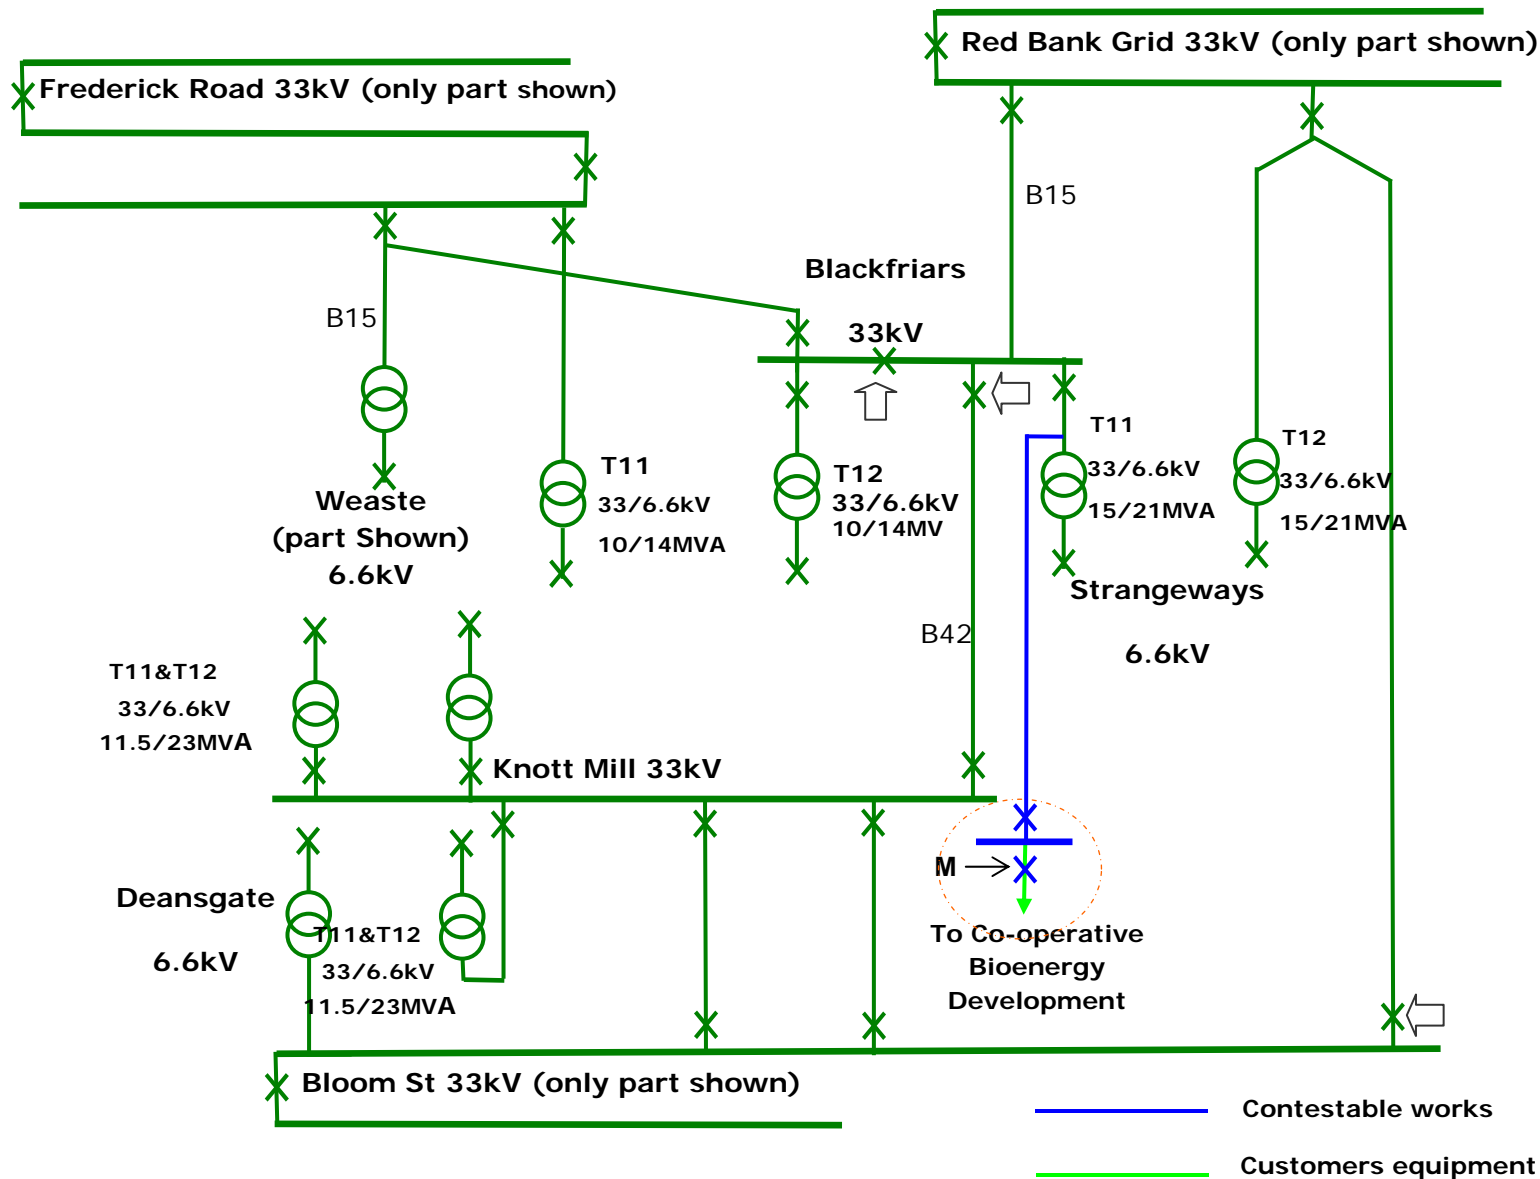 Red Bank Grid 33kV (only part shown)
Frederick Road 33kV (only part shown)
B15
Blackfriars
33kV
B15
T11
33/6.6kV
15/21MVA
T12
33/6.6kV
15/21MVA
T11
33/6.6kV
10/14MVA
T12
33/6.6kV
10/14MV
Weaste
(part Shown)
6.6kV
Strangeways
6.6kV
B42
T11&T12
33/6.6kV
11.5/23MVA
Knott Mill 33kV
M
Deansgate
6.6kV
T11&T12
33/6.6kV
11.5/23MVA
To Co-operative
Bioenergy
Development
Bloom St 33kV (only part shown)
Contestable works
Customers equipment